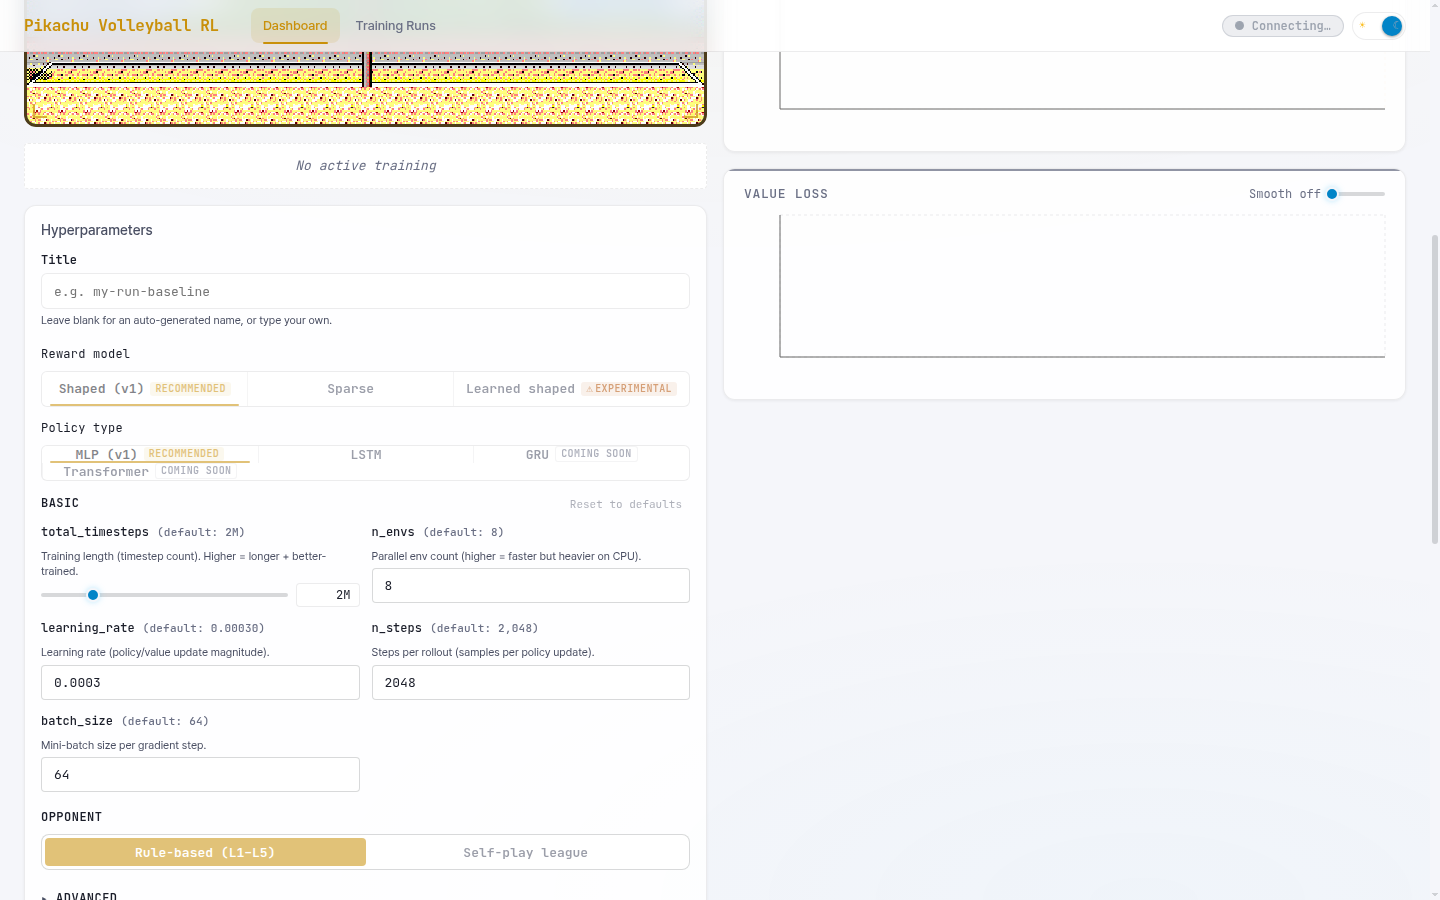 Pikachu Volleyball RL
Dashboard
Training Runs
Connecting…
No active training
Hyperparameters
Title
e.g. my-run-baseline
Leave blank for an auto-generated name, or type your own.
Reward model
Shaped (v1) RECOMMENDED
Sparse
Learned shaped ⚠ EXPERIMENTAL
Policy type
MLP (v1) RECOMMENDED
LSTM
GRU COMING SOON
Transformer COMING SOON
BASIC
Reset to defaults
total_timesteps (default: 2M)
Training length (timestep count). Higher = longer + better-
trained.
2M
n_envs (default: 8)
Parallel env count (higher = faster but heavier on CPU).
8
learning_rate (default: 0.00030)
Learning rate (policy/value update magnitude).
0.0003
n_steps (default: 2,048)
Steps per rollout (samples per policy update).
2048
batch_size (default: 64)
Mini-batch size per gradient step.
64
OPPONENT
Rule-based (L1–L5)
Self-play league
▸ ADVANCED
VALUE LOSS
Smooth off